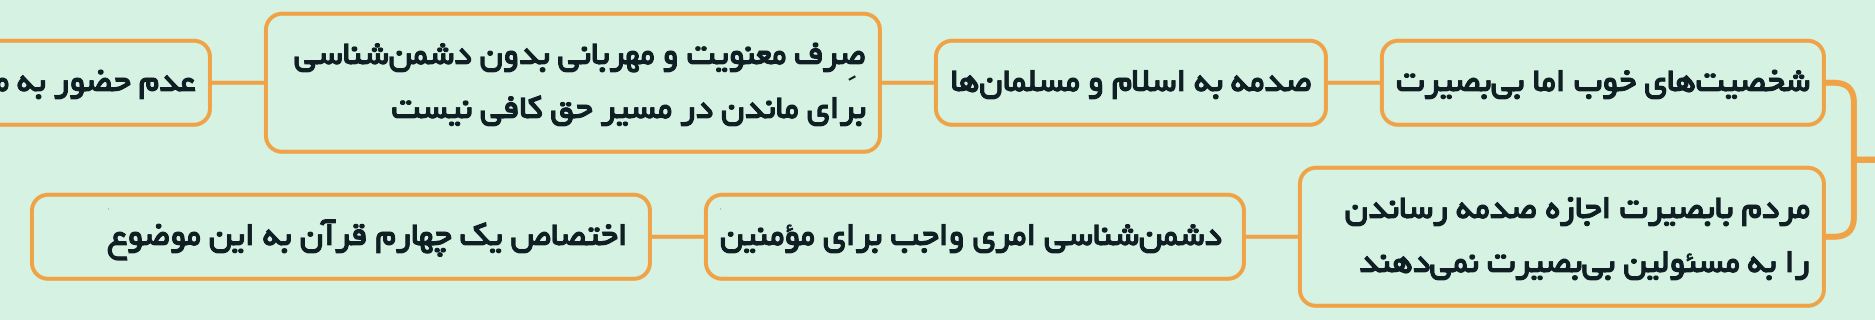 شخصیت‌های خوب اما بی‌بصیرت
صدمه به اسلام و مسلمان‌ها
صِرف معنویت و مهربانی بدون دشمن‌شناسی
برای ماندن در مسیر حق کافی نیست
عدم حضور به م
مردم بابصیرت اجازه صدمه رساندن
را به مسئولین بی‌بصیرت نمی‌دهند
دشمن‌شناسی امری واجب برای مؤمنین
اختصاص یک چهارم قرآن به این موضوع